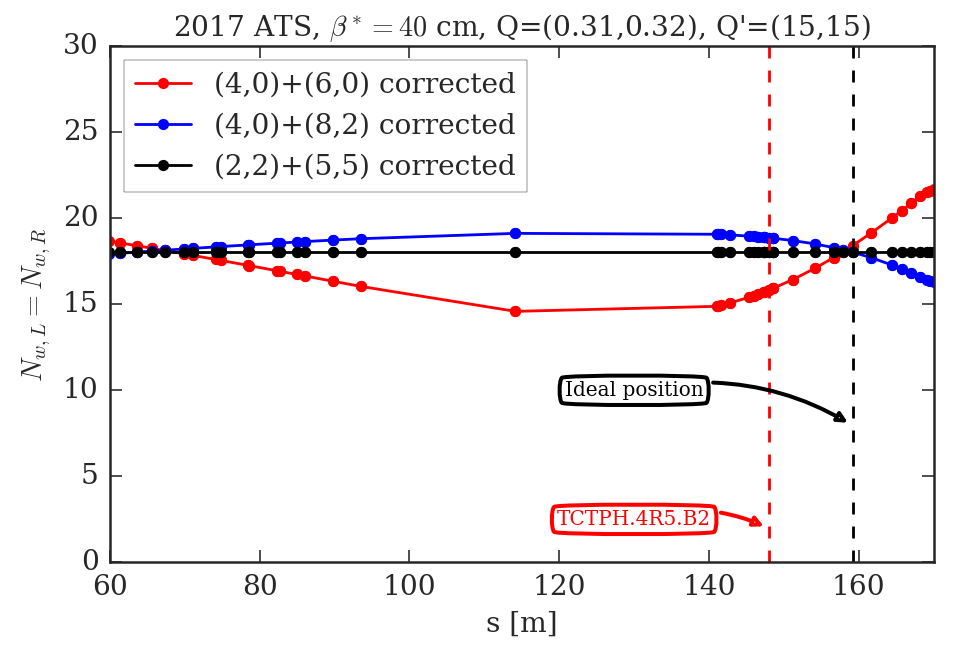 2017 ATS, β* = 40 cm, Q=(0.31,0.32), Q'=(15,15)
30
25
20
15
10
5
0
N_{w,L} = N_{w,R}
(4,0)+(6,0) corrected
(4,0)+(8,2) corrected
(2,2)+(5,5) corrected
Ideal position
TCTPH.4R5.B2
60 80 100 120 140 160
s [m]